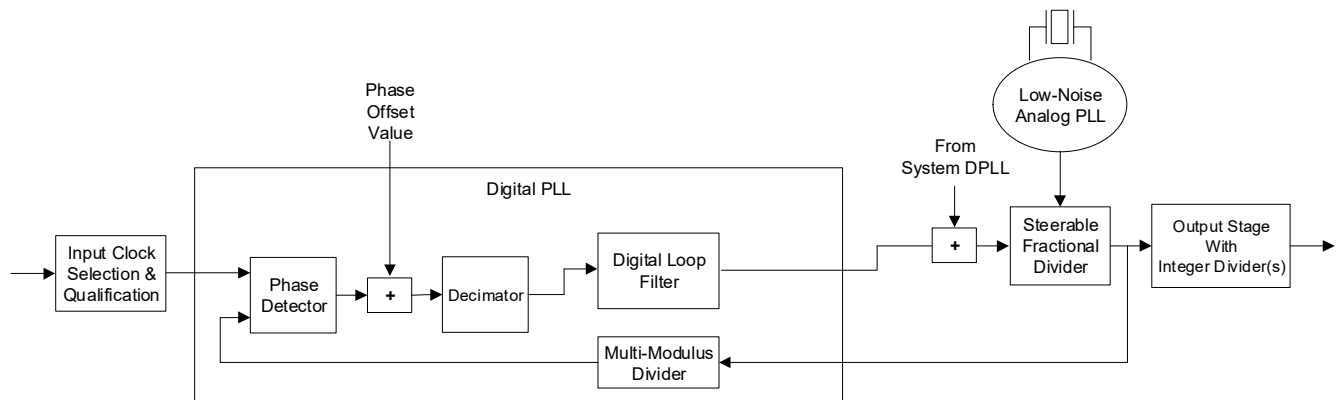 Low-Noise
Analog PLL
Phase
Offset
Value
From
System DPLL
Digital PLL
Input Clock
Selection &
Qualification
Phase
Detector
+
Decimator
Digital Loop
Filter
+
Steerable
Fractional
Divider
Output Stage
With
Integer Divider(s)
Multi-Modulus
Divider